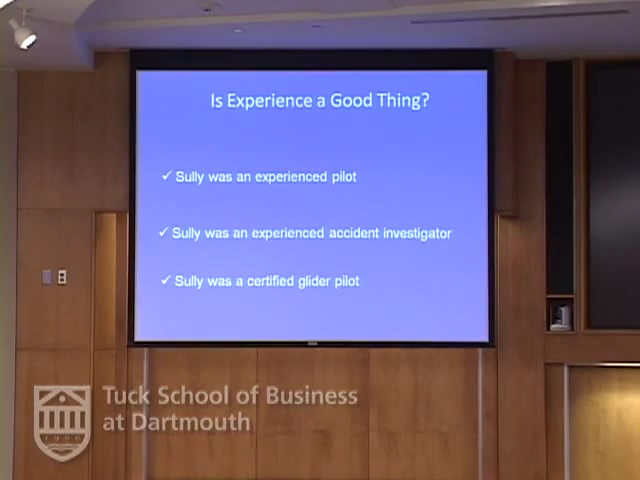 Is Experience a Good Thing?
✓ Sully was an experienced pilot
✓ Sully was an experienced accident investigator
✓ Sully was a certified glider pilot
Tuck School of Business
at Dartmouth
1900